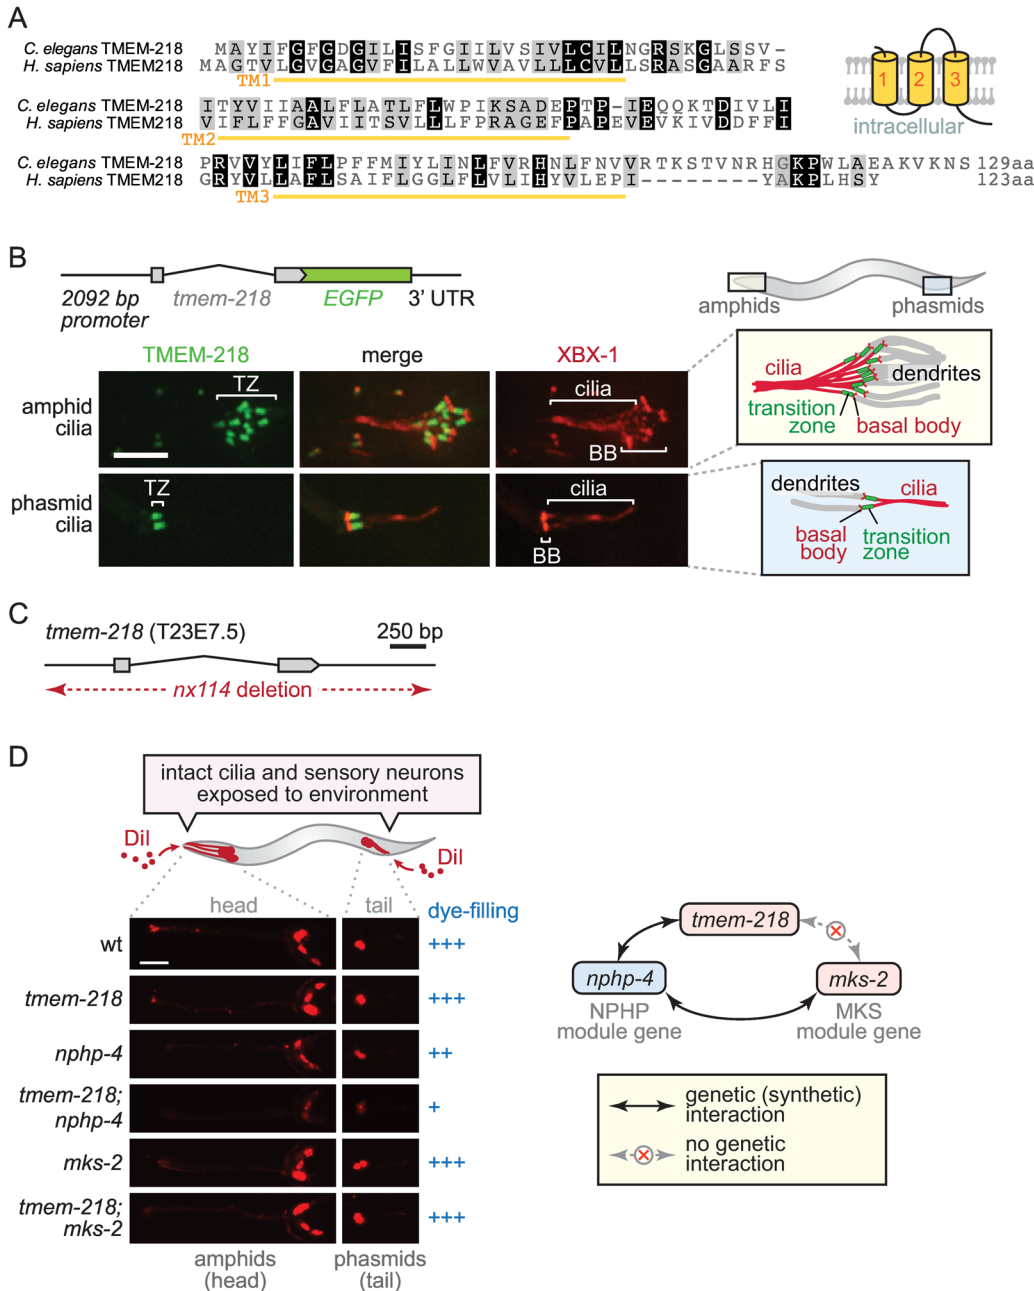 A
C. elegans TMEM-218 MAYIFGFGDGILISFGIILVSIVLCILNGRSKGLSSV-
H. sapiens TMEM218 MAGTVLGVGAGVFILALLWVAVLLLCVLLSRASGAARFS
TM1
C. elegans TMEM-218 ITYVIIAALFLATLFLWPIKSADEPTP-IEQQKTDIVLI
H. sapiens TMEM218 VIFLFFGAVIITSVLLLFPRAGEFPAPEVEVKIVDDFFI
TM2
C. elegans TMEM-218 PRVVYLIFLPFFMIYLINLFVRHNLFNVVRTKSTVNRHGKPWLAEAKVKNS 129aa
H. sapiens TMEM218 GRYVLLAFLSAIFLGGLFLVLIHYVLEPI---------YAKPLHSY 123aa
TM3
1 2 3
intracellular
B
2092 bp
promoter
tmem-218
EGFP
3' UTR
amphids
phasmids
TMEM-218
merge
XBX-1
amphid
cilia
TZ
cilia
BB
cilia
dendrites
transition
zone
basal body
phasmid
cilia
TZ
cilia
BB
dendrites
cilia
basal
body
transition
zone
C
tmem-218 (T23E7.5)
250 bp
nx114 deletion
D
intact cilia and sensory neurons
exposed to environment
DiI
DiI
head
tail
dye-filling
wt
+++
tmem-218
+++
nphp-4
++
tmem-218;
nphp-4
+
mks-2
+++
tmem-218;
mks-2
+++
amphids
(head)
phasmids
(tail)
tmem-218
nphp-4
mks-2
NPHP
module gene
MKS
module gene
genetic (synthetic)
interaction
no genetic
interaction